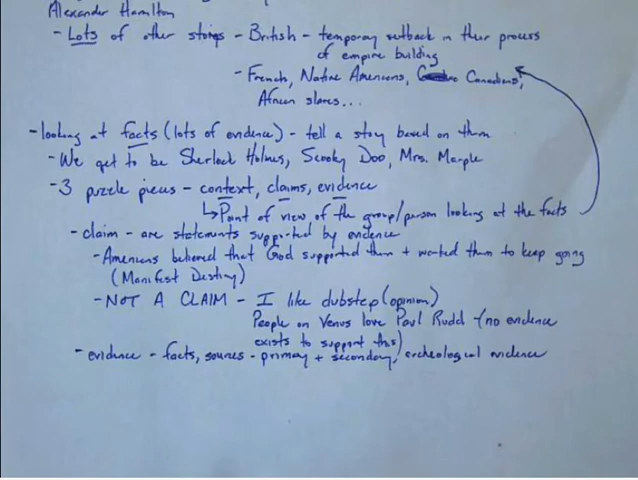 Alexander Hamilton
- Lots of other stories - British - temporary setback in their process
of empire building
- French, Native Americans, Canadians,
African slaves...
- looking at facts (lots of evidence) - tell a story based on them
- We get to be Sherlock Holmes, Scooby Doo, Mrs. Marple
- 3 puzzle pieces - context, claims, evidence
↳ Point of view of the group/person looking at the facts
- claim - are statements supported by evidence
- Americans believed that God supported them + wanted them to keep going
(Manifest Destiny)
- NOT A CLAIM - I like dubstep (opinion)
People on Venus love Paul Rudd - (no evidence
exists to support this)
- evidence - facts, sources - primary + secondary, archeological evidence